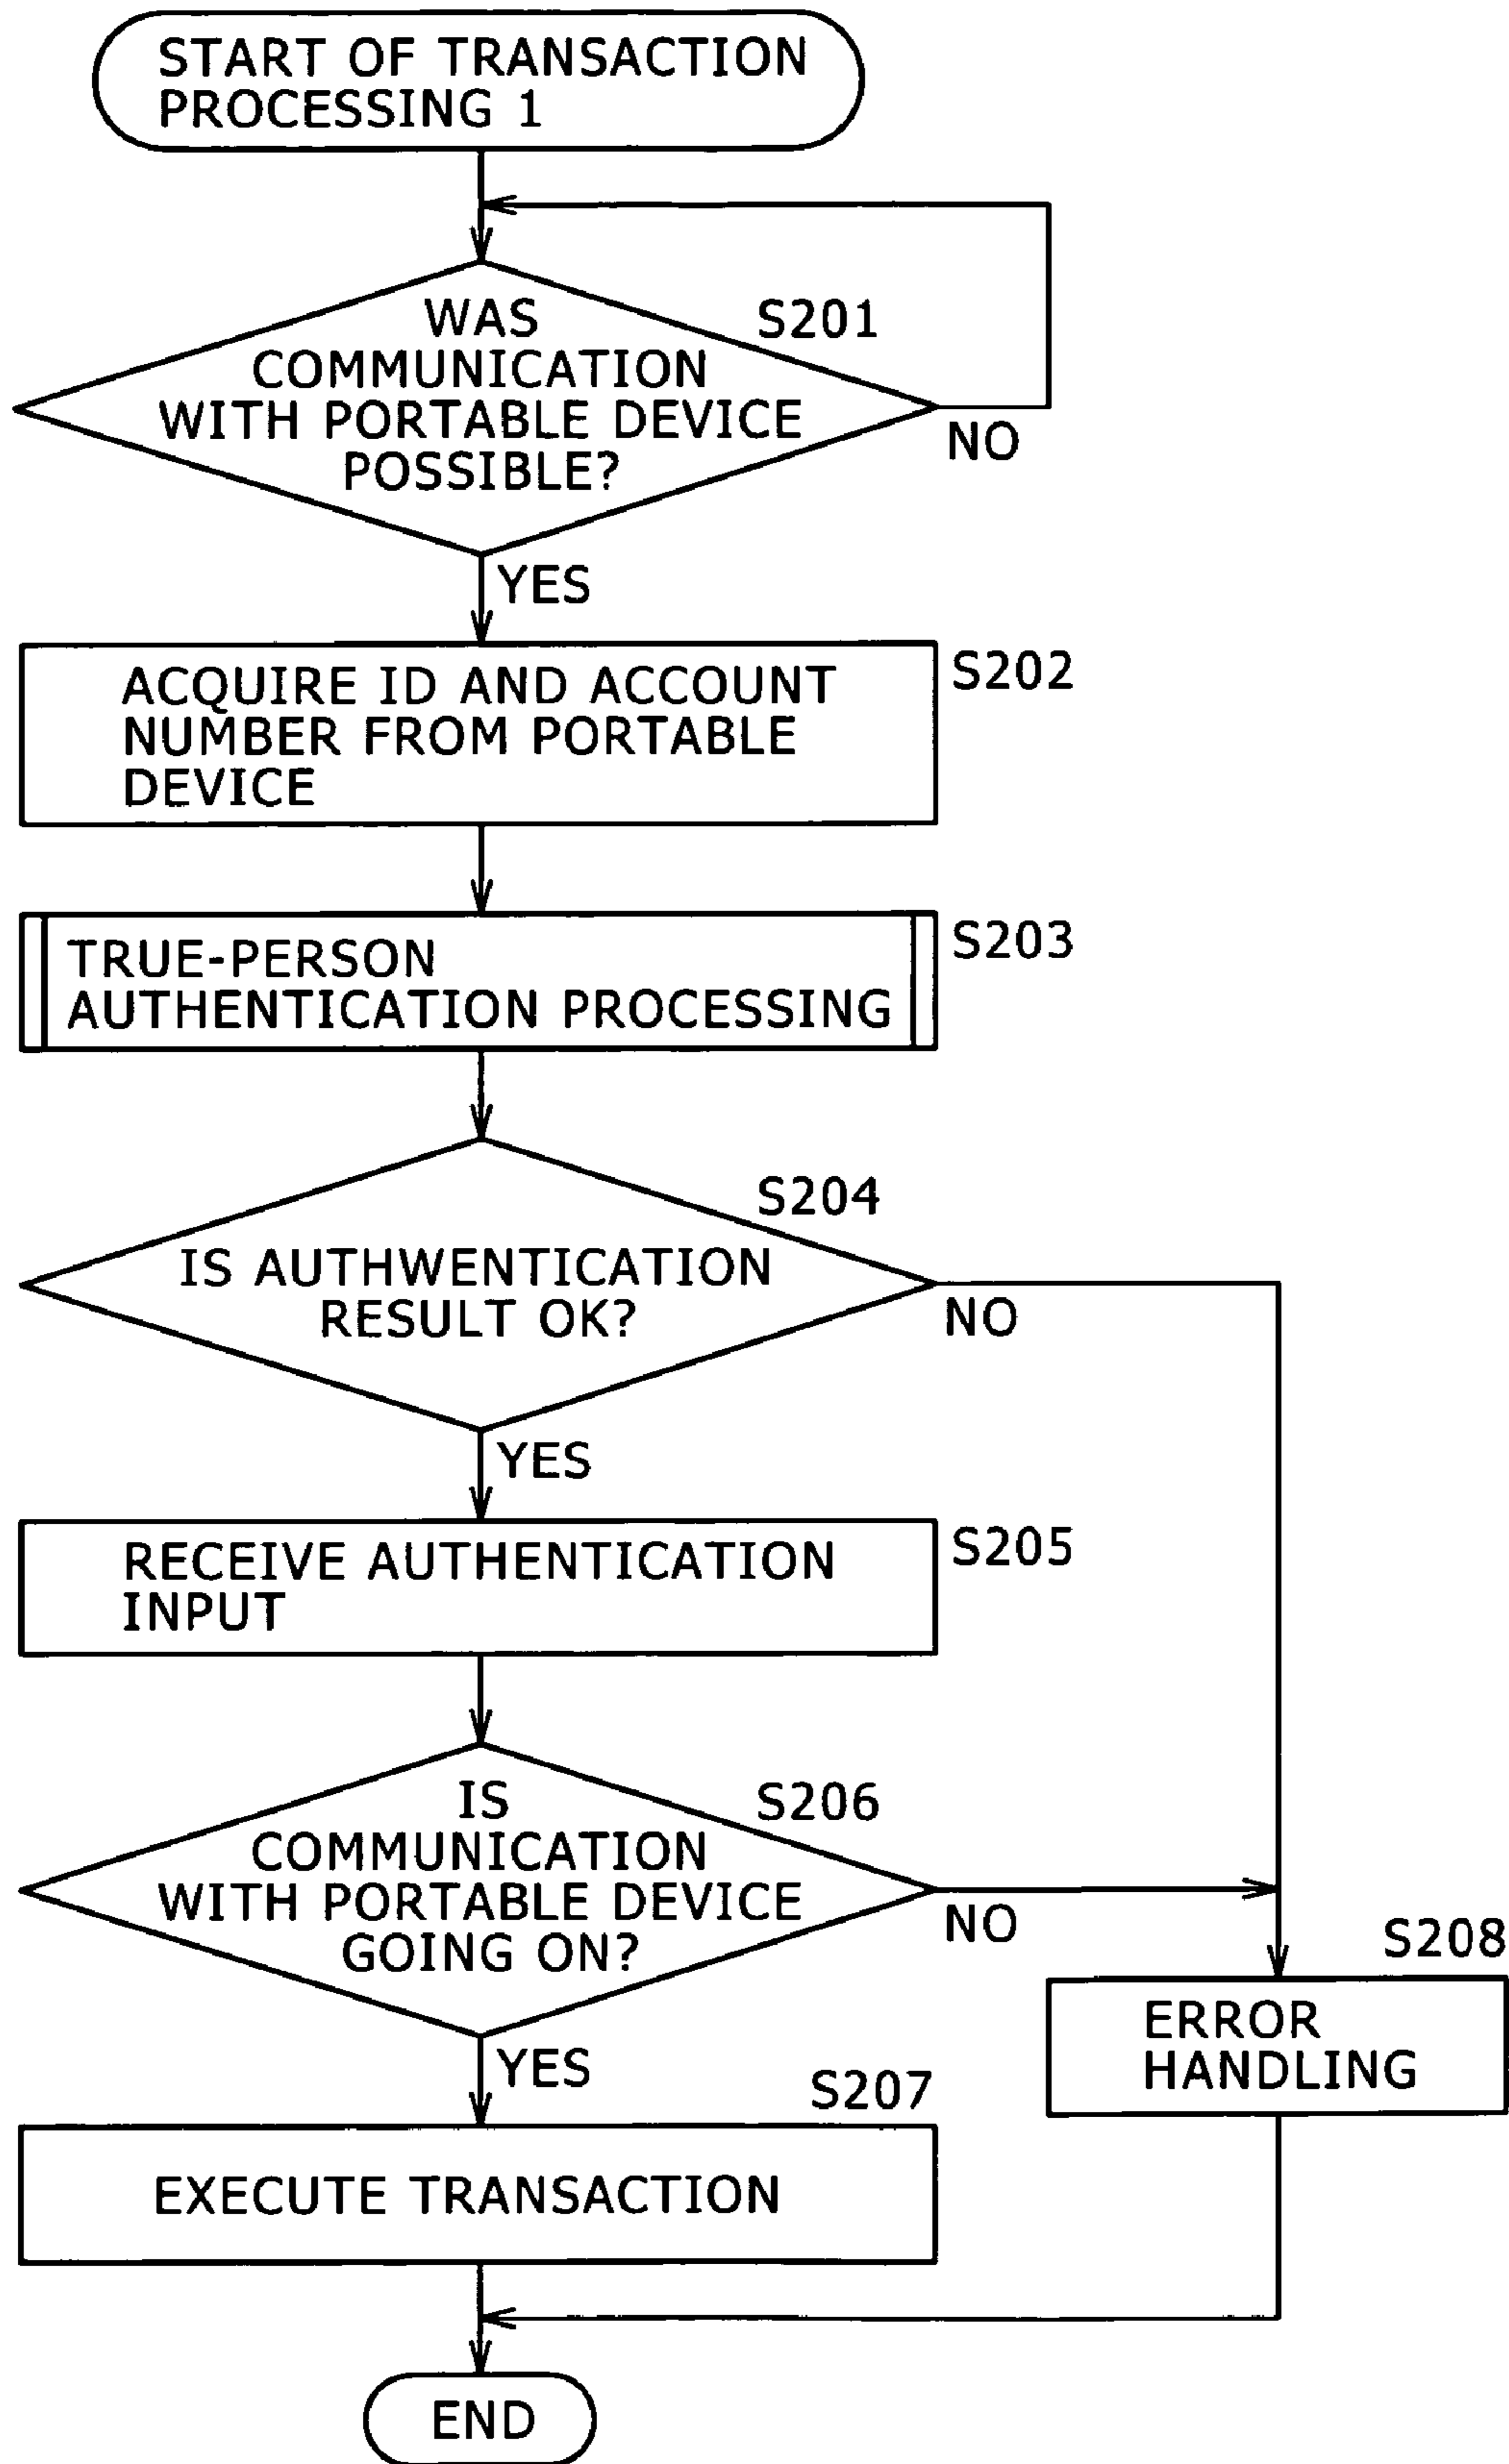 START OF TRANSACTION
PROCESSING 1
WAS
S201
COMMUNICATION
WITH PORTABLE DEVICE
POSSIBLE?
NO
YES
ACQUIRE ID AND ACCOUNT
NUMBER FROM PORTABLE
DEVICE
S202
TRUE-PERSON
AUTHENTICATION PROCESSING
S203
S204
IS AUTHWENTICATION
RESULT OK?
NO
YES
RECEIVE AUTHENTICATION
INPUT
S205
IS
S206
COMMUNICATION
WITH PORTABLE DEVICE
GOING ON?
NO
S208
ERROR
HANDLING
YES
S207
EXECUTE TRANSACTION
END